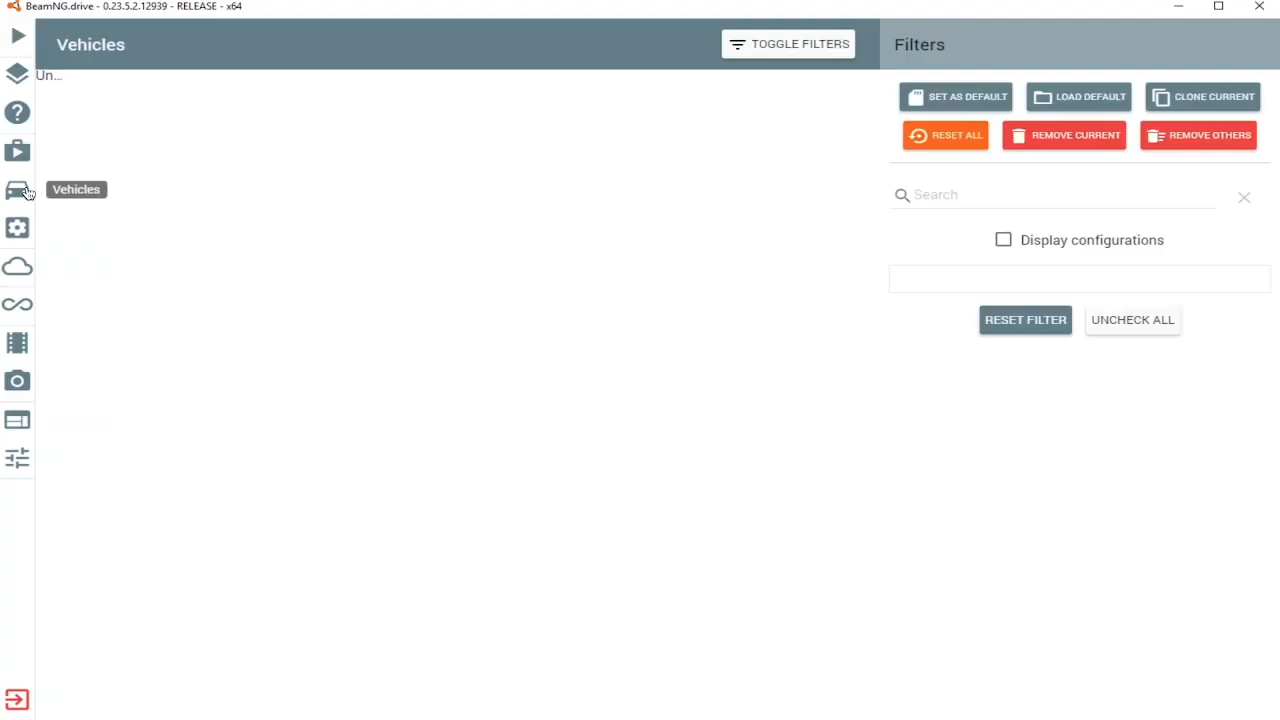 BeamNG.drive - 0.23.5.2.12939 - RELEASE - x64
Vehicles
TOGGLE FILTERS
Filters
Un...
SET AS DEFAULT
LOAD DEFAULT
CLONE CURRENT
RESET ALL
REMOVE CURRENT
REMOVE OTHERS
Vehicles
Search
Display configurations
RESET FILTER
UNCHECK ALL